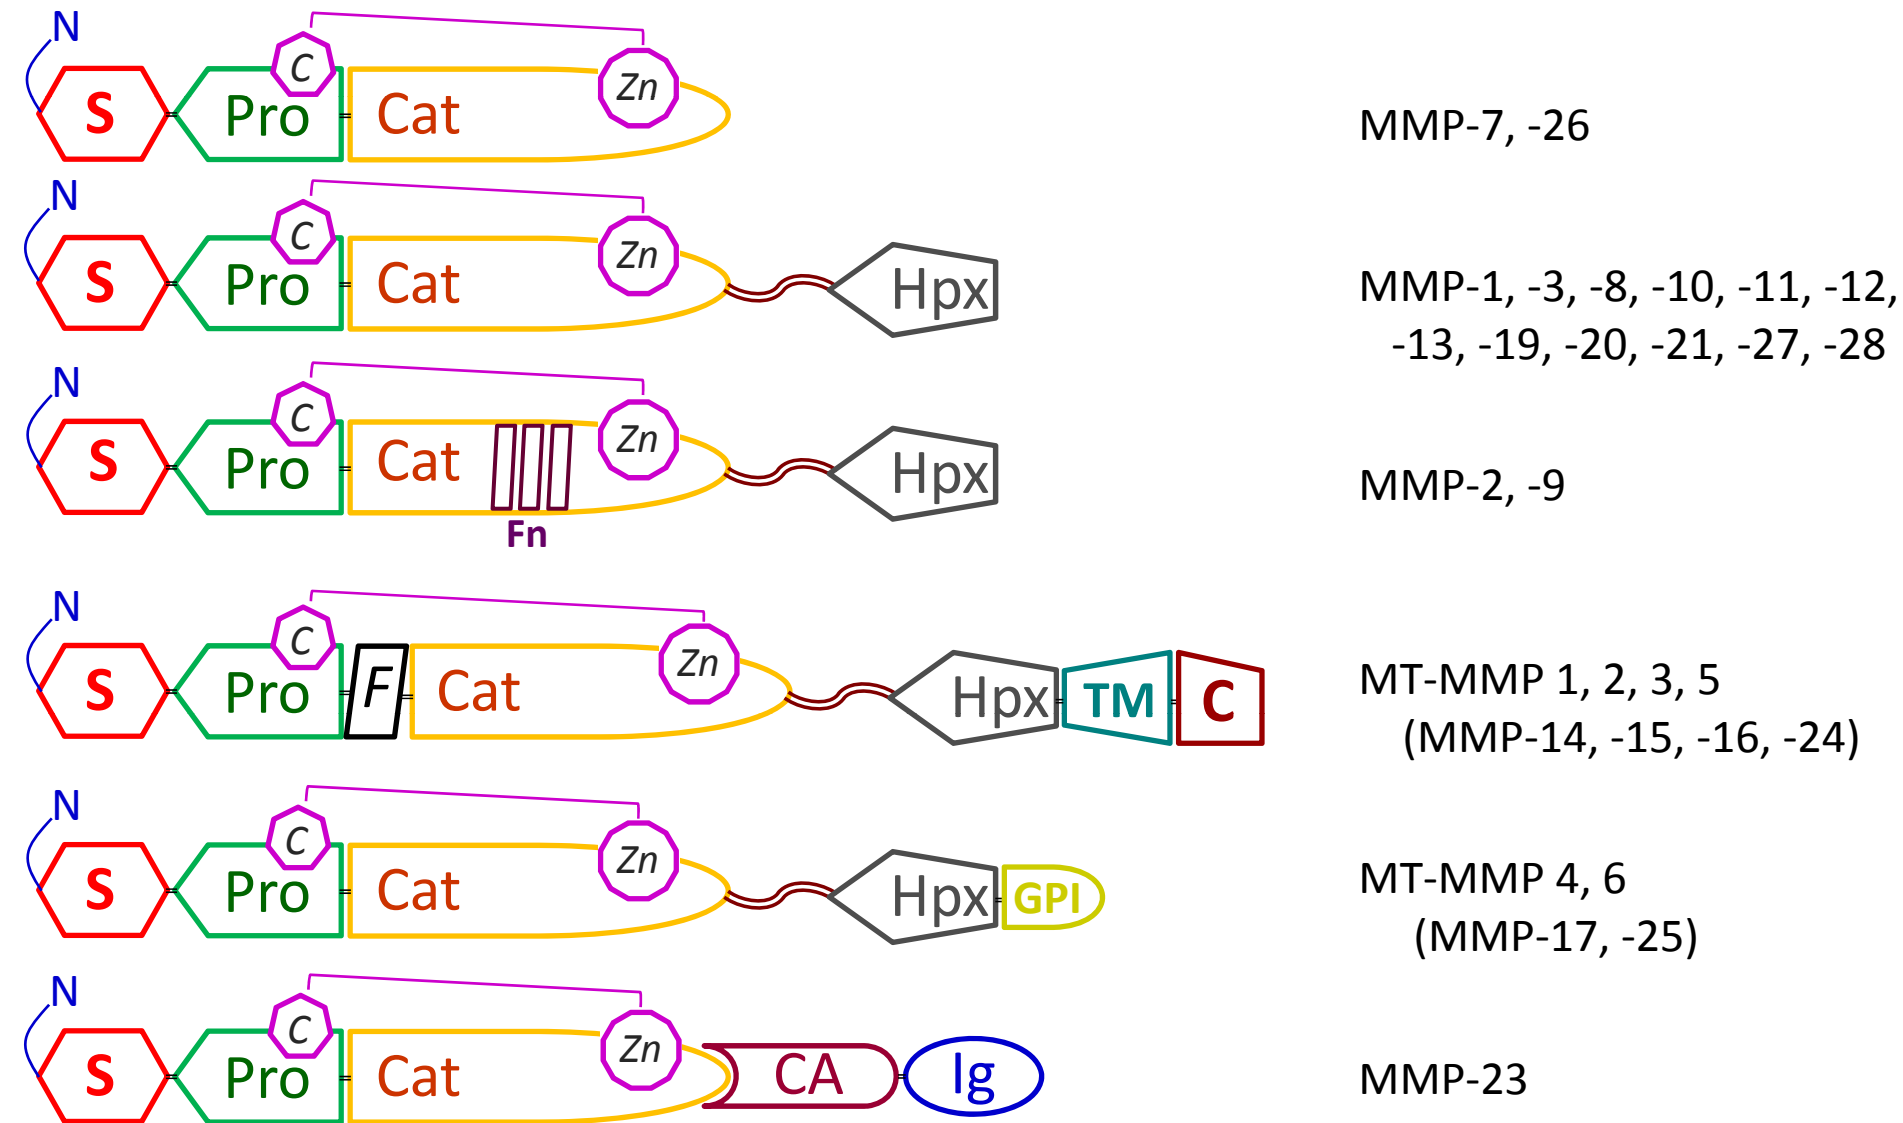 N
C Zn
S Pro Cat
MMP-7, -26
N
C Zn
S Pro Cat Hpx
MMP-1, -3, -8, -10, -11, -12,
-13, -19, -20, -21, -27, -28
N
C Zn
S Pro Cat Hpx
Fn
MMP-2, -9
N
C Zn
S Pro F Cat Hpx TM C
MT-MMP 1, 2, 3, 5
(MMP-14, -15, -16, -24)
N
C Zn
S Pro Cat Hpx GPI
MT-MMP 4, 6
(MMP-17, -25)
N
C Zn
S Pro Cat CA Ig
MMP-23